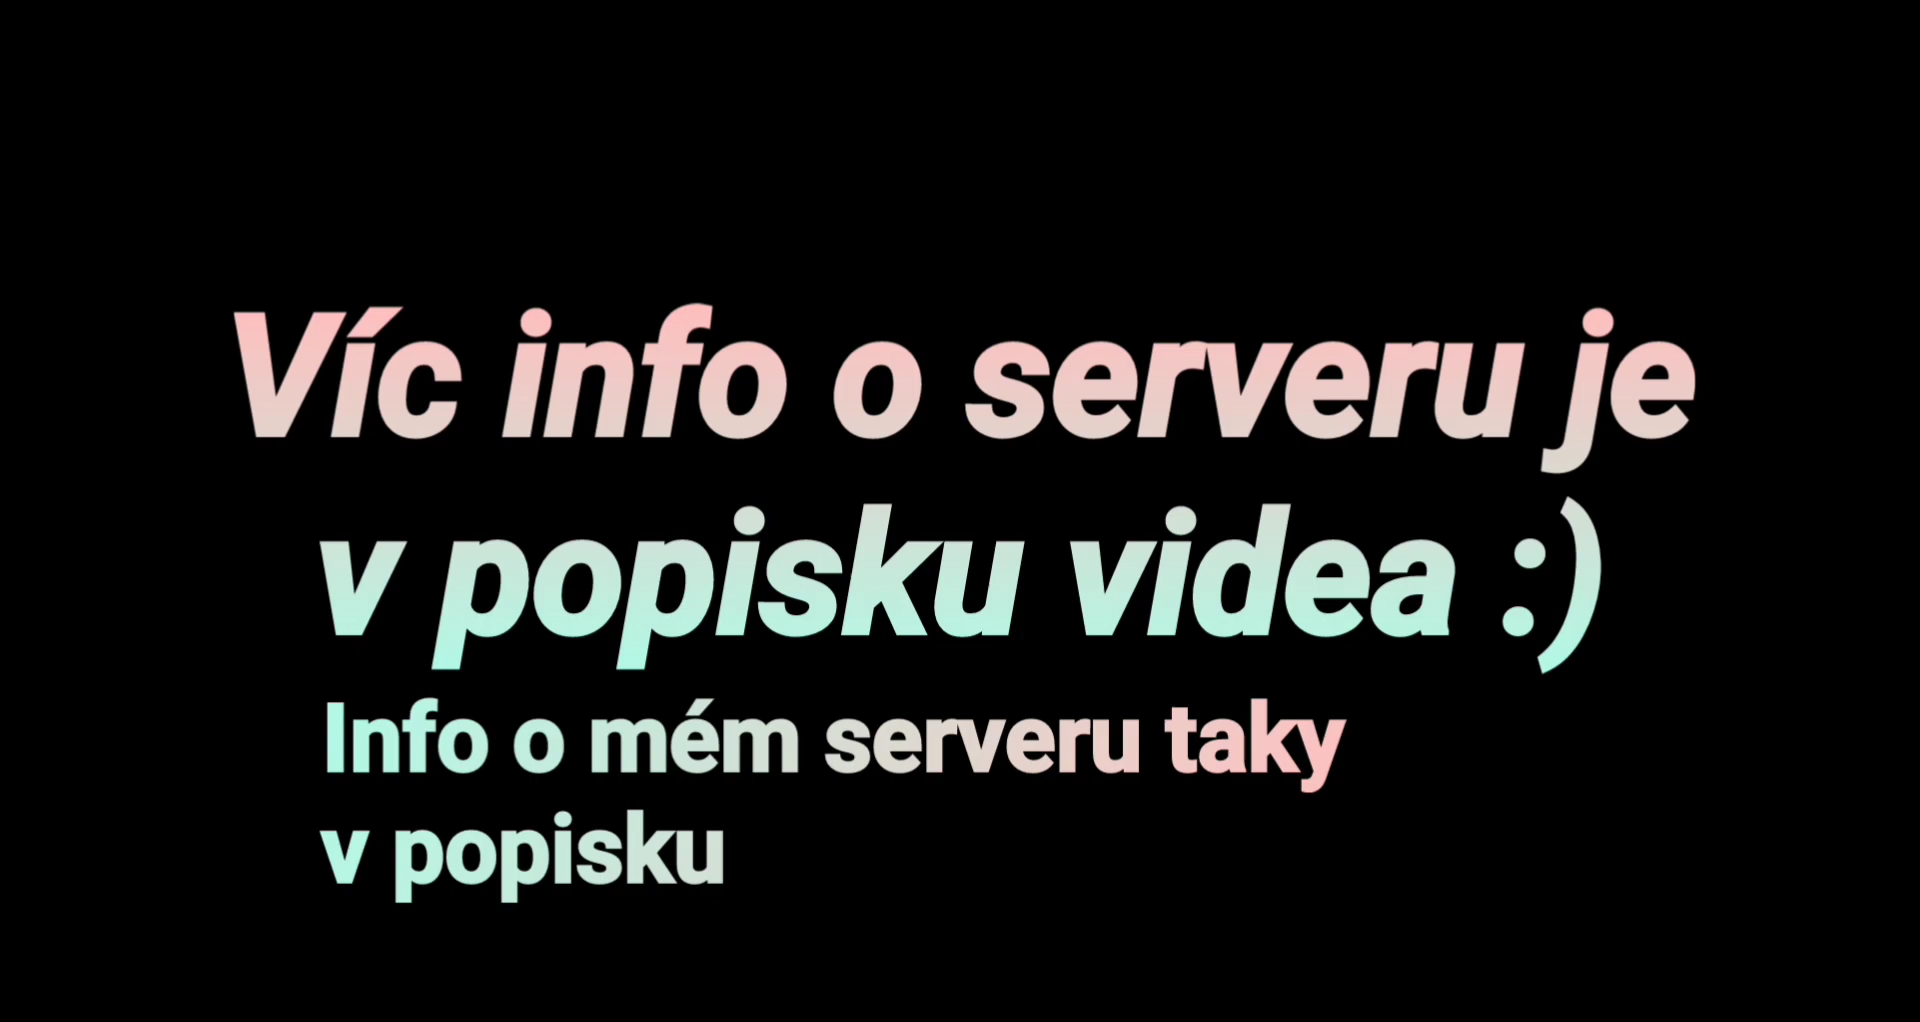 Víc info o serveru je
v popisku videa :)
Info o mém serveru taky
v popisku